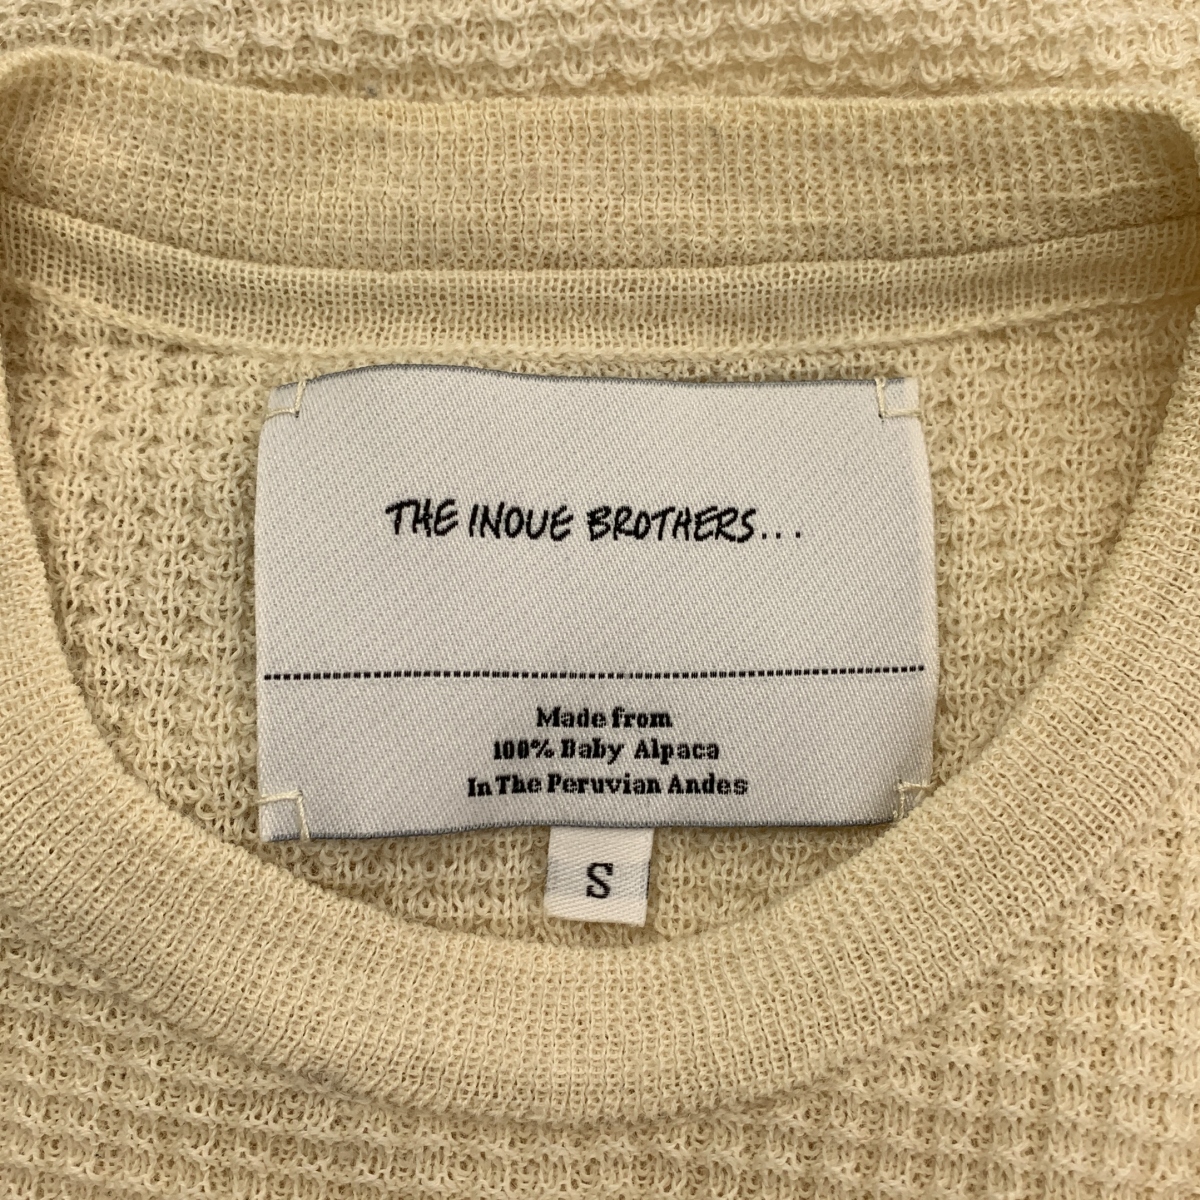 THE INOUE BROTHERS...
Made from
100% Baby Alpaca
In The Peruvian Andes
S